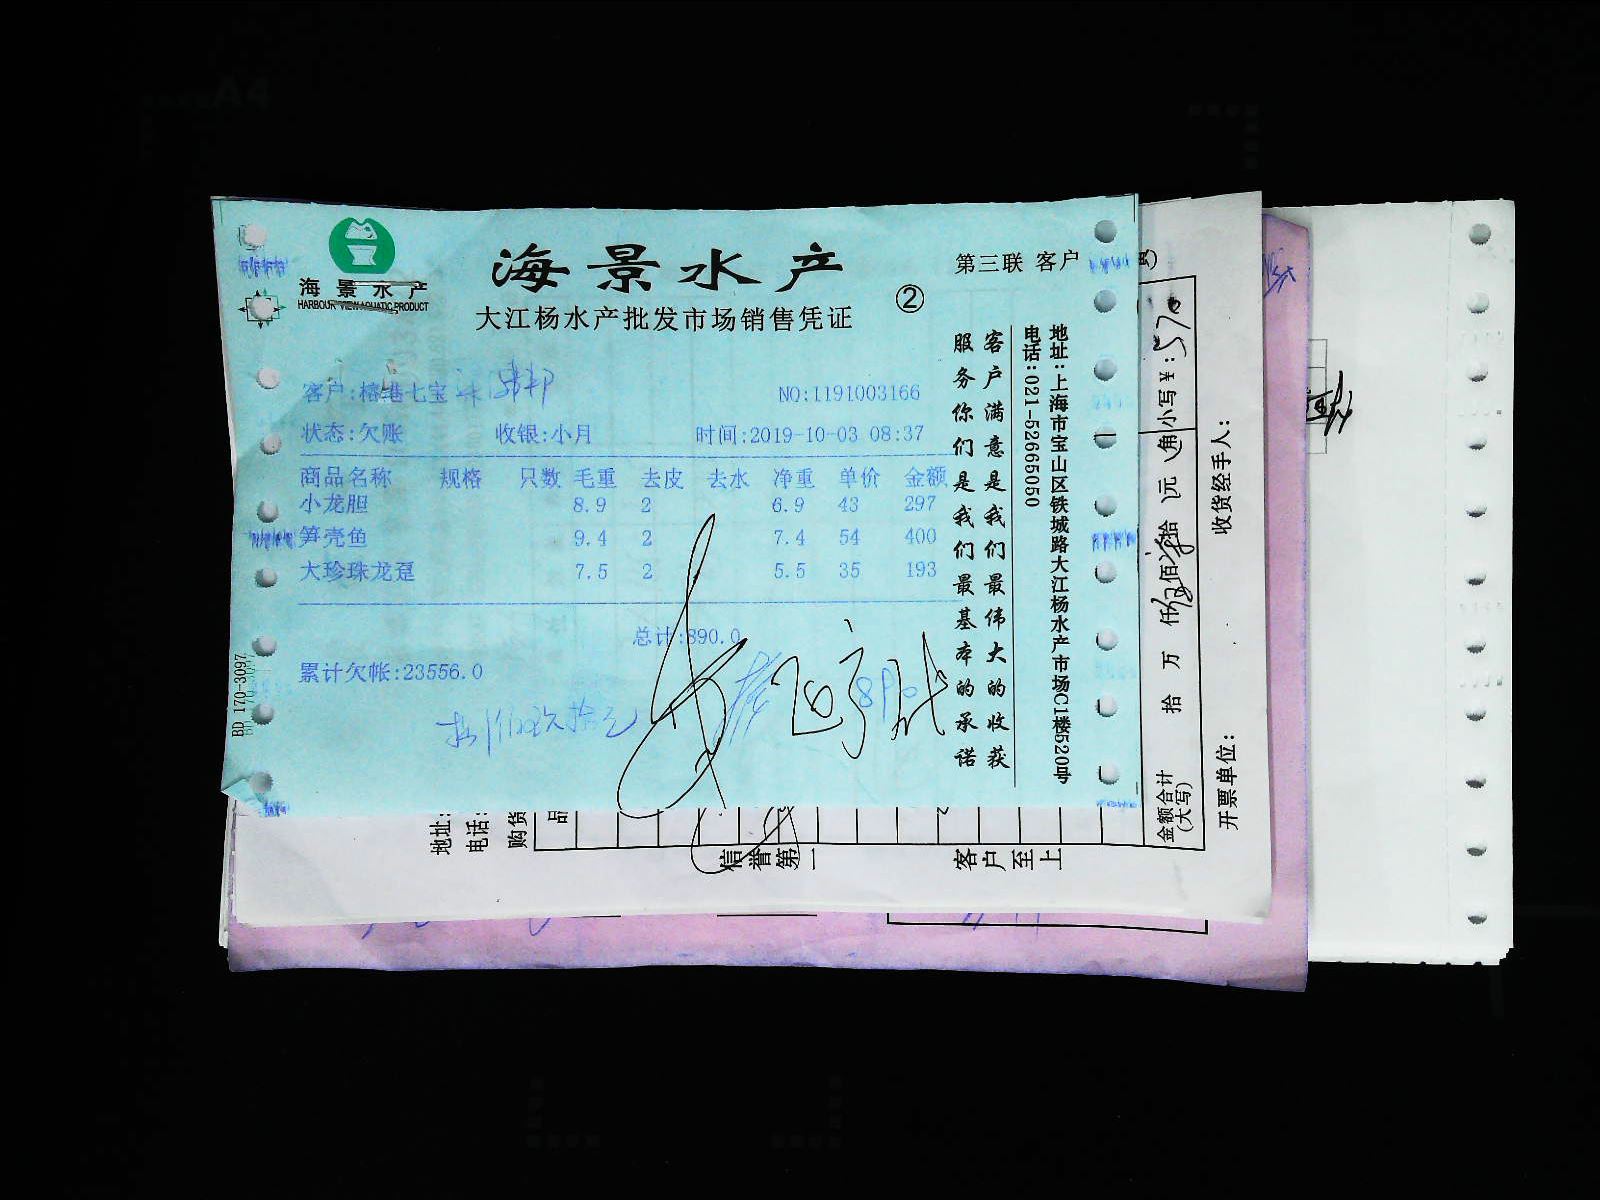 海景水产
HARBOUR VIEW AQUATIC PRODUCT
海景水产
大江杨水产批发市场销售凭证
②
第三联 客户
客户:榕港七宝
NO:1191003166
状态:欠账 收银:小月 时间:2019-10-03 08:37
商品名称 规格 只数 毛重 去皮 去水 净重 单价 金额
小龙胆 8.9 2 6.9 43 297
笋壳鱼 9.4 2 7.4 54 400
大珍珠龙趸 7.5 2 5.5 35 193
总计:890.0
累计欠帐:23556.0
890
客户满意是我们最伟大的收获
服务你们是我们最基本的承诺
地址:上海市宝山区铁城路大江杨水产市场C1楼520号
电话:021-52665050
BD 170-3097
地址:
电话:
购货
品
信誉第一
客户至上
金额合计
(大写)
拾 万 仟 佰 拾 元 角
小写¥: 570
开票单位:
收货经手人: